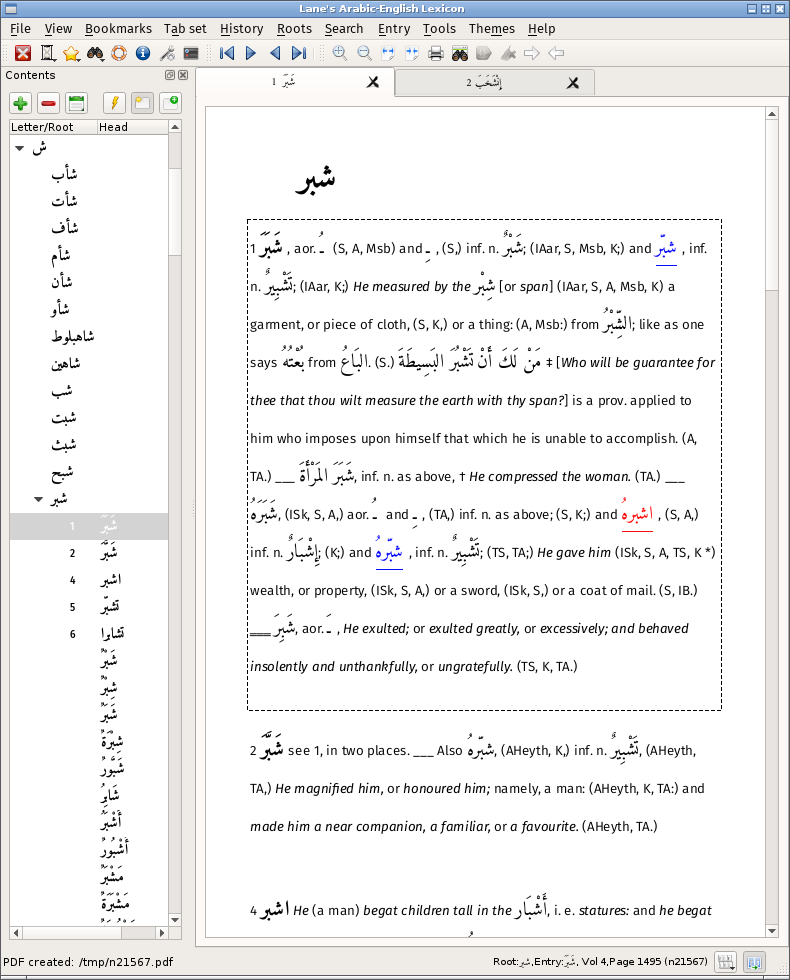 Lane's Arabic-English Lexicon
File View Bookmarks Tab set History Roots Search Entry Tools Themes Help
Contents
1 شَبَرَ
2 إِنْشَخَبَ
Letter/Root Head
ش
شأب
شأت
شأف
شأم
شأن
شأو
شاهبلوط
شاهين
شب
شبت
شبث
شبح
شبر
1 شَبَرَ
2 شَبَّرَ
4 اشبر
5 تشبّر
6 تشابرا
شَبْرٌ
شِبْرٌ
شَبَرٌ
شِبْرَةٌ
شَبُّورٌ
شَابِرٌ
أَشْبَرُ
أُشْبُورٌ
مَشْبَرٌ
مَشْبَرَةٌ
شبر
1 شَبَرَ , aor. ـُ (S, A, Msb) and ـِ , (S,) inf. n. شَبْرٌ; (IAar, S, Msb, K;) and شبّر , inf.
n. تَشْبِيرٌ; (IAar, K;) He measured by the شِبْر [or span] (IAar, S, A, Msb, K) a
garment, or piece of cloth, (S, K,) or a thing: (A, Msb:) from الشِّبْرُ; like as one
says بُعْتُهُ from البَاعُ. (S.) مَنْ لَكَ أَنْ تَشْبُرَ البَسِيطَةَ ‡ [Who will be guarantee for
thee that thou wilt measure the earth with thy span?] is a prov. applied to
him who imposes upon himself that which he is unable to accomplish. (A,
TA.) ___ شَبَرَ المَرْأَةَ, inf. n. as above, † He compressed the woman. (TA.) ___
شَبَرَهُ, (ISk, S, A,) aor. ـُ and ـِ , (TA,) inf. n. as above; (S, K;) and اشبرهُ , (S, A,)
inf. n. إِشْبَارٌ; (K;) and شبّرهُ , inf. n. تَشْبِيرٌ; (TS, TA;) He gave him (ISk, S, A, TS, K *)
wealth, or property, (ISk, S, A,) or a sword, (ISk, S,) or a coat of mail. (S, IB.)
___ شَبِرَ, aor. ـَ , He exulted; or exulted greatly, or excessively; and behaved
insolently and unthankfully, or ungratefully. (TS, K, TA.)
2 شَبَّرَ see 1, in two places. ___ Also شبّرهُ, (AHeyth, K,) inf. n. تَشْبِيرٌ, (AHeyth,
TA,) He magnified him, or honoured him; namely, a man: (AHeyth, K, TA:) and
made him a near companion, a familiar, or a favourite. (AHeyth, TA.)
4 اشبر He (a man) begat children tall in the أَشْبَار, i. e. statures: and he begat
PDF created: /tmp/n21567.pdf
Root:شبر,Entry:شَبَرَ, Vol 4,Page 1495 (n21567)